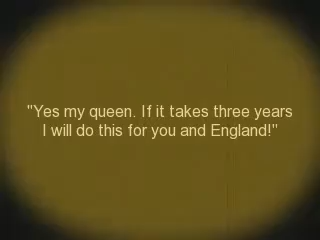 "Yes my queen. If it takes three years
I will do this for you and England!"